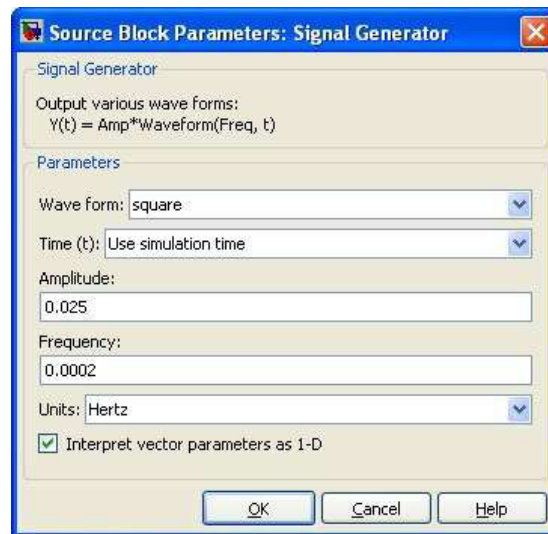 Source Block Parameters: Signal Generator
Signal Generator
Output various wave forms:
Y(t) = Amp*Waveform(Freq, t)
Parameters
Wave form: square
Time (t): Use simulation time
Amplitude:
0.025
Frequency:
0.0002
Units: Hertz
Interpret vector parameters as 1-D
OK Cancel Help